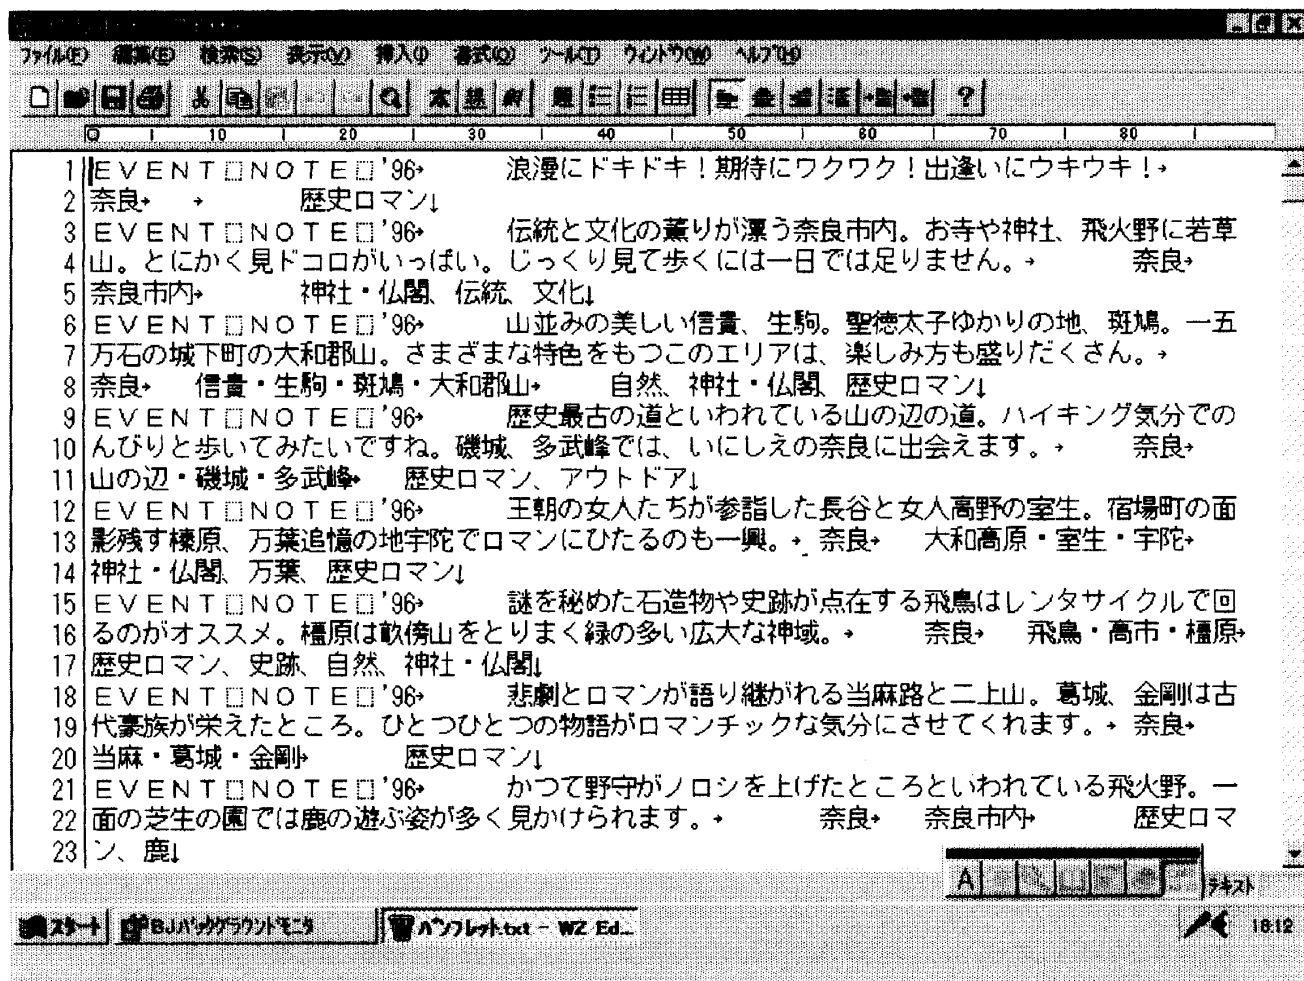 ファイル(F) 編集(E) 検索(S) 表示(V) 挿入(I) 書式(O) ツール(T) ウィンドウ(W) ヘルプ(H)
0 10 20 30 40 50 60 70 80
1 EVENT□NOTE□'96→ 浪漫にドキドキ！期待にワクワク！出逢いにウキウキ！→
2 奈良→ → 歴史ロマン↓
3 EVENT□NOTE□'96→ 伝統と文化の薫りが漂う奈良市内。お寺や神社、飛火野に若草
4 山。とにかく見ドコロがいっぱい。じっくり見て歩くには一日では足りません。→ 奈良→
5 奈良市内→ 神社・仏閣、伝統、文化↓
6 EVENT□NOTE□'96→ 山並みの美しい信貴、生駒。聖徳太子ゆかりの地、斑鳩。一五
7 万石の城下町の大和郡山。さまざまな特色をもつこのエリアは、楽しみ方も盛りだくさん。→
8 奈良→ 信貴・生駒・斑鳩・大和郡山→ 自然、神社・仏閣、歴史ロマン↓
9 EVENT□NOTE□'96→ 歴史最古の道といわれている山の辺の道。ハイキング気分での
10 んびりと歩いてみたいですね。磯城、多武峰では、いにしえの奈良に出会えます。→ 奈良→
11 山の辺・磯城・多武峰→ 歴史ロマン、アウトドア↓
12 EVENT□NOTE□'96→ 王朝の女人たちが参詣した長谷と女人高野の室生。宿場町の面
13 影残す榛原、万葉追憶の地宇陀でロマンにひたるのも一興。→ 奈良→ 大和高原・室生・宇陀→
14 神社・仏閣、万葉、歴史ロマン↓
15 EVENT□NOTE□'96→ 謎を秘めた石造物や史跡が点在する飛鳥はレンタサイクルで回
16 るのがオススメ。橿原は畝傍山をとりまく緑の多い広大な神域。→ 奈良→ 飛鳥・高市・橿原→
17 歴史ロマン、史跡、自然、神社・仏閣↓
18 EVENT□NOTE□'96→ 悲劇とロマンが語り継がれる当麻路と二上山。葛城、金剛は古
19 代豪族が栄えたところ。ひとつひとつの物語がロマンチックな気分にさせてくれます。→ 奈良→
20 当麻・葛城・金剛→ 歴史ロマン↓
21 EVENT□NOTE□'96→ かつて野守がノロシを上げたところといわれている飛火野。一
22 面の芝生の園では鹿の遊ぶ姿が多く見かけられます。→ 奈良→ 奈良市内→ 歴史ロマ
23 ン、鹿↓
A テキスト
スタート BJバックグラウンドモニタ パンフレット.txt - WZ Ed... 18:12